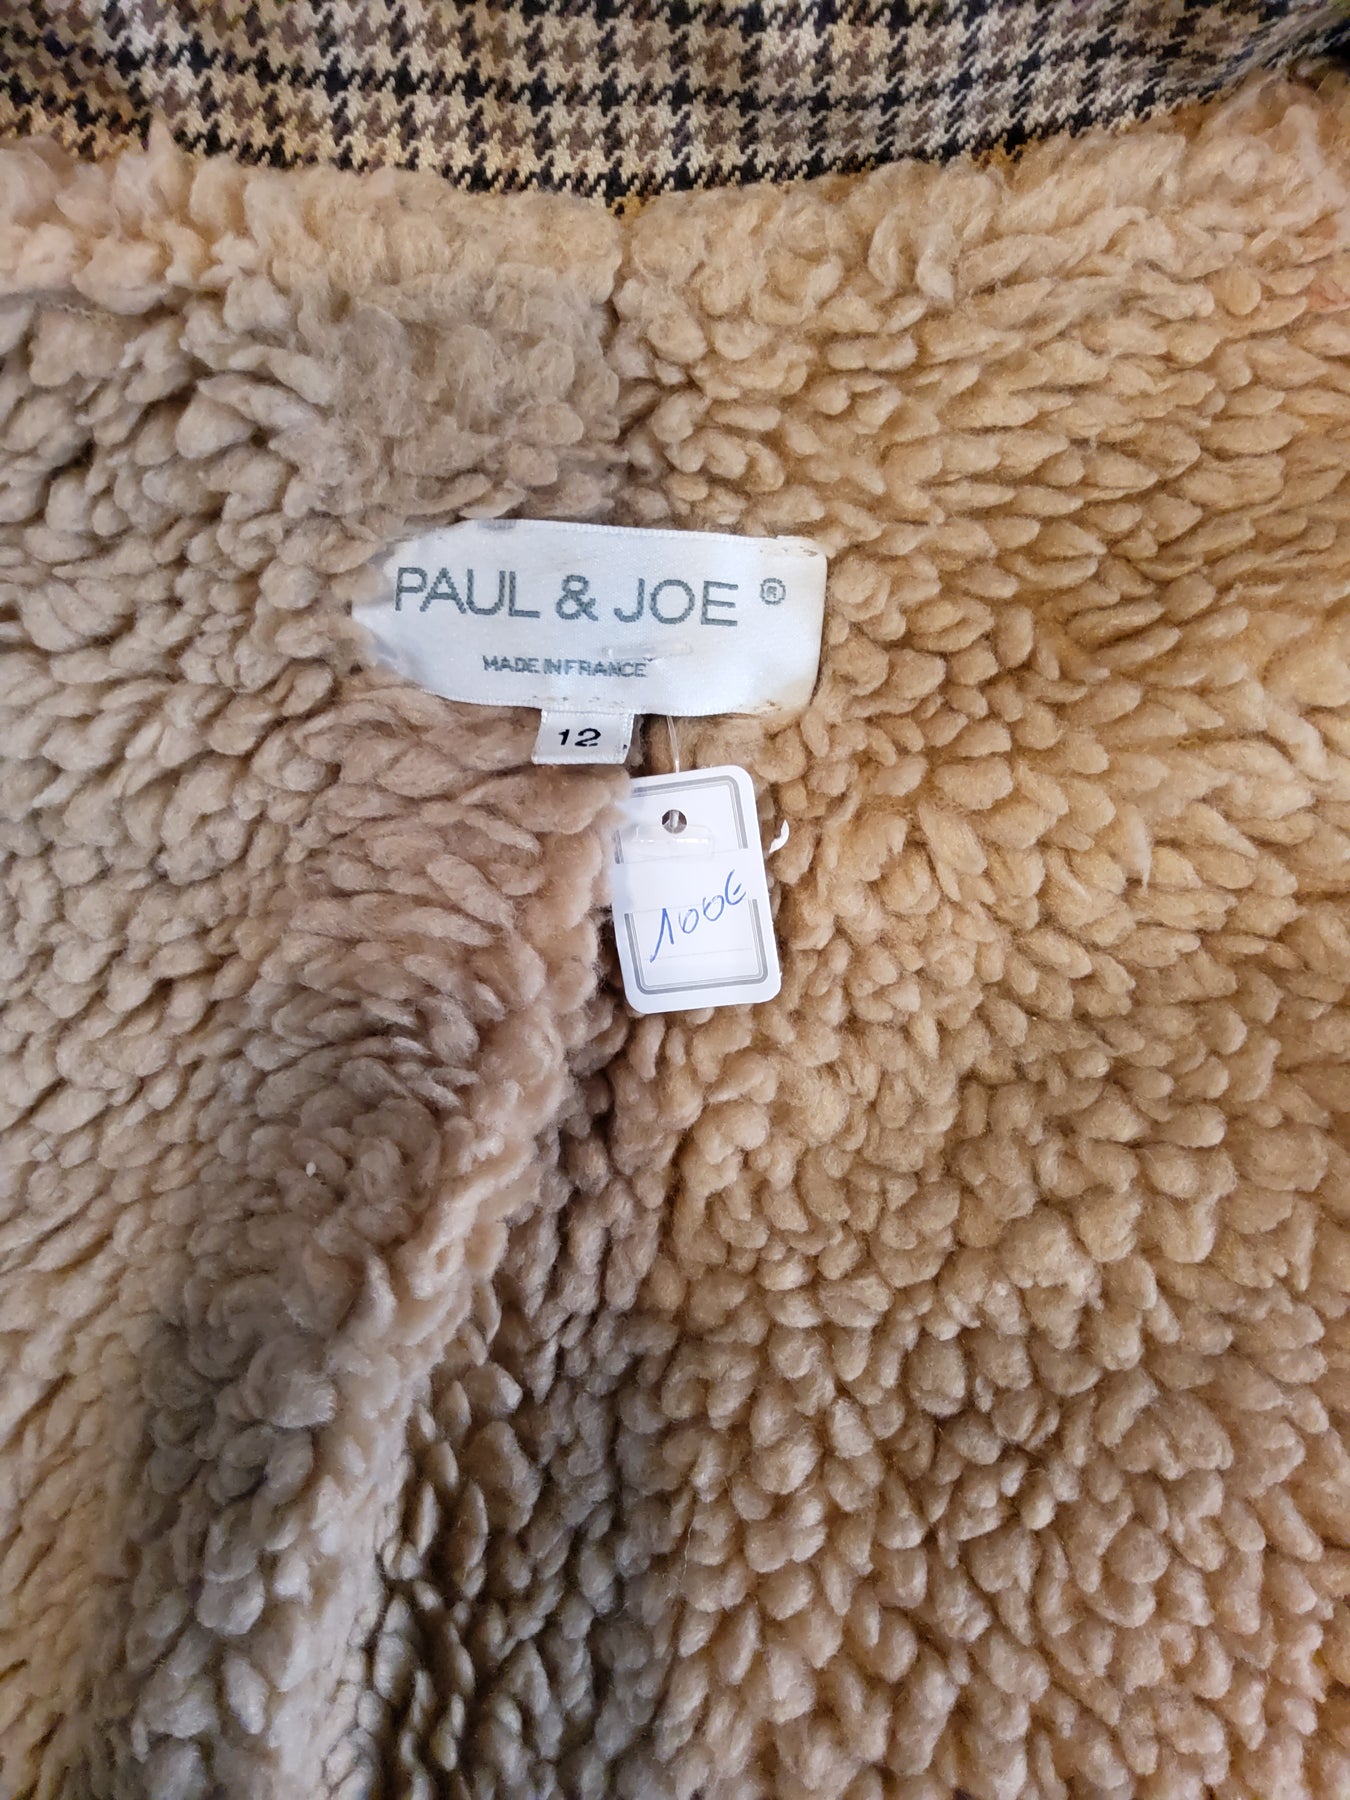 PAUL & JOE ®
MADE IN FRANCE
12
100€